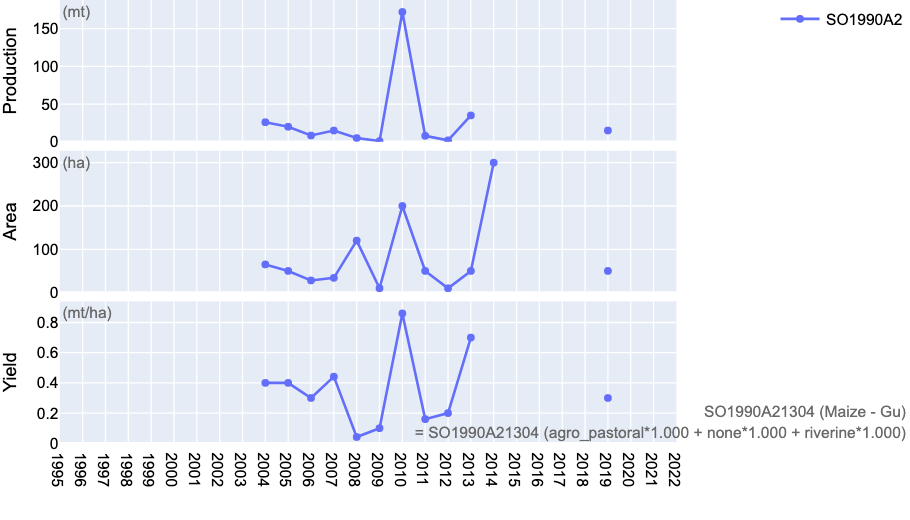 (mt)
SO1990A2
Production
150
100
50
0
(ha)
Area
300
200
100
0
(mt/ha)
Yield
0.8
0.6
0.4
0.2
0
SO1990A21304 (Maize - Gu)
= SO1990A21304 (agro_pastoral*1.000 + none*1.000 + riverine*1.000)
1995 1996 1997 1998 1999 2000 2001 2002 2003 2004 2005 2006 2007 2008 2009 2010 2011 2012 2013 2014 2015 2016 2017 2018 2019 2020 2021 2022